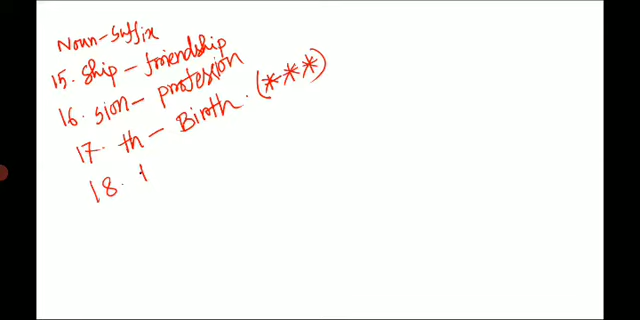 Noun-Suffix
15. Ship - friendship
16. sion - profession
17. th - Birth. (***)
18. t